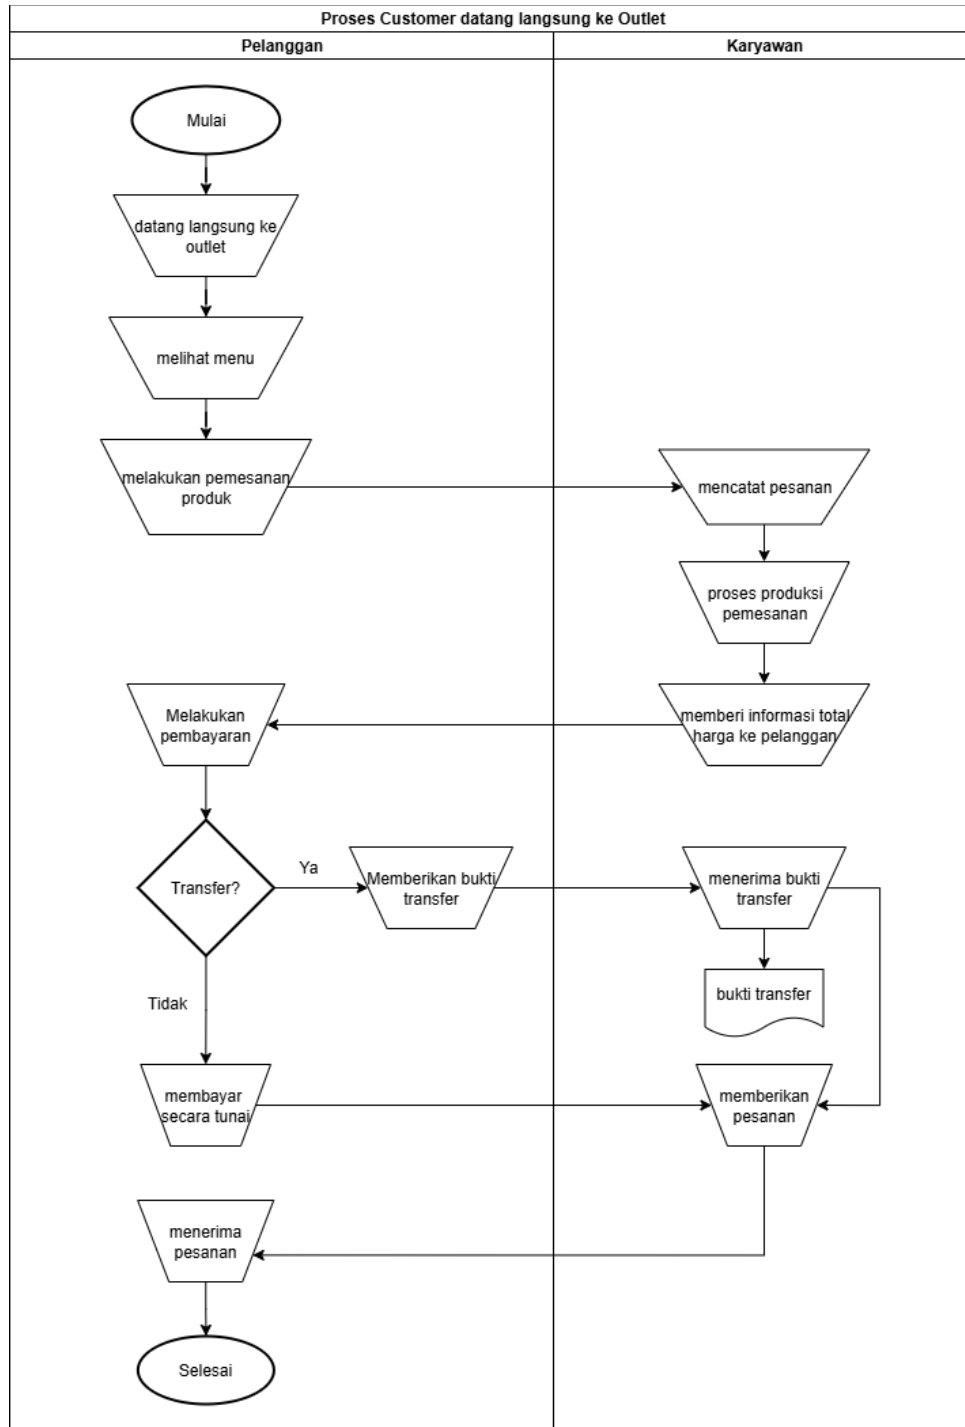 Proses Customer datang langsung ke Outlet
Pelanggan
Karyawan
Mulai
datang langsung ke
outlet
melihat menu
melakukan pemesanan
produk
mencatat pesanan
proses produksi
pemesanan
memberi informasi total
harga ke pelanggan
Melakukan
pembayaran
Transfer?
Ya
Memberikan bukti
transfer
menerima bukti
transfer
bukti transfer
Tidak
membayar
secara tunai
memberikan
pesanan
menerima
pesanan
Selesai